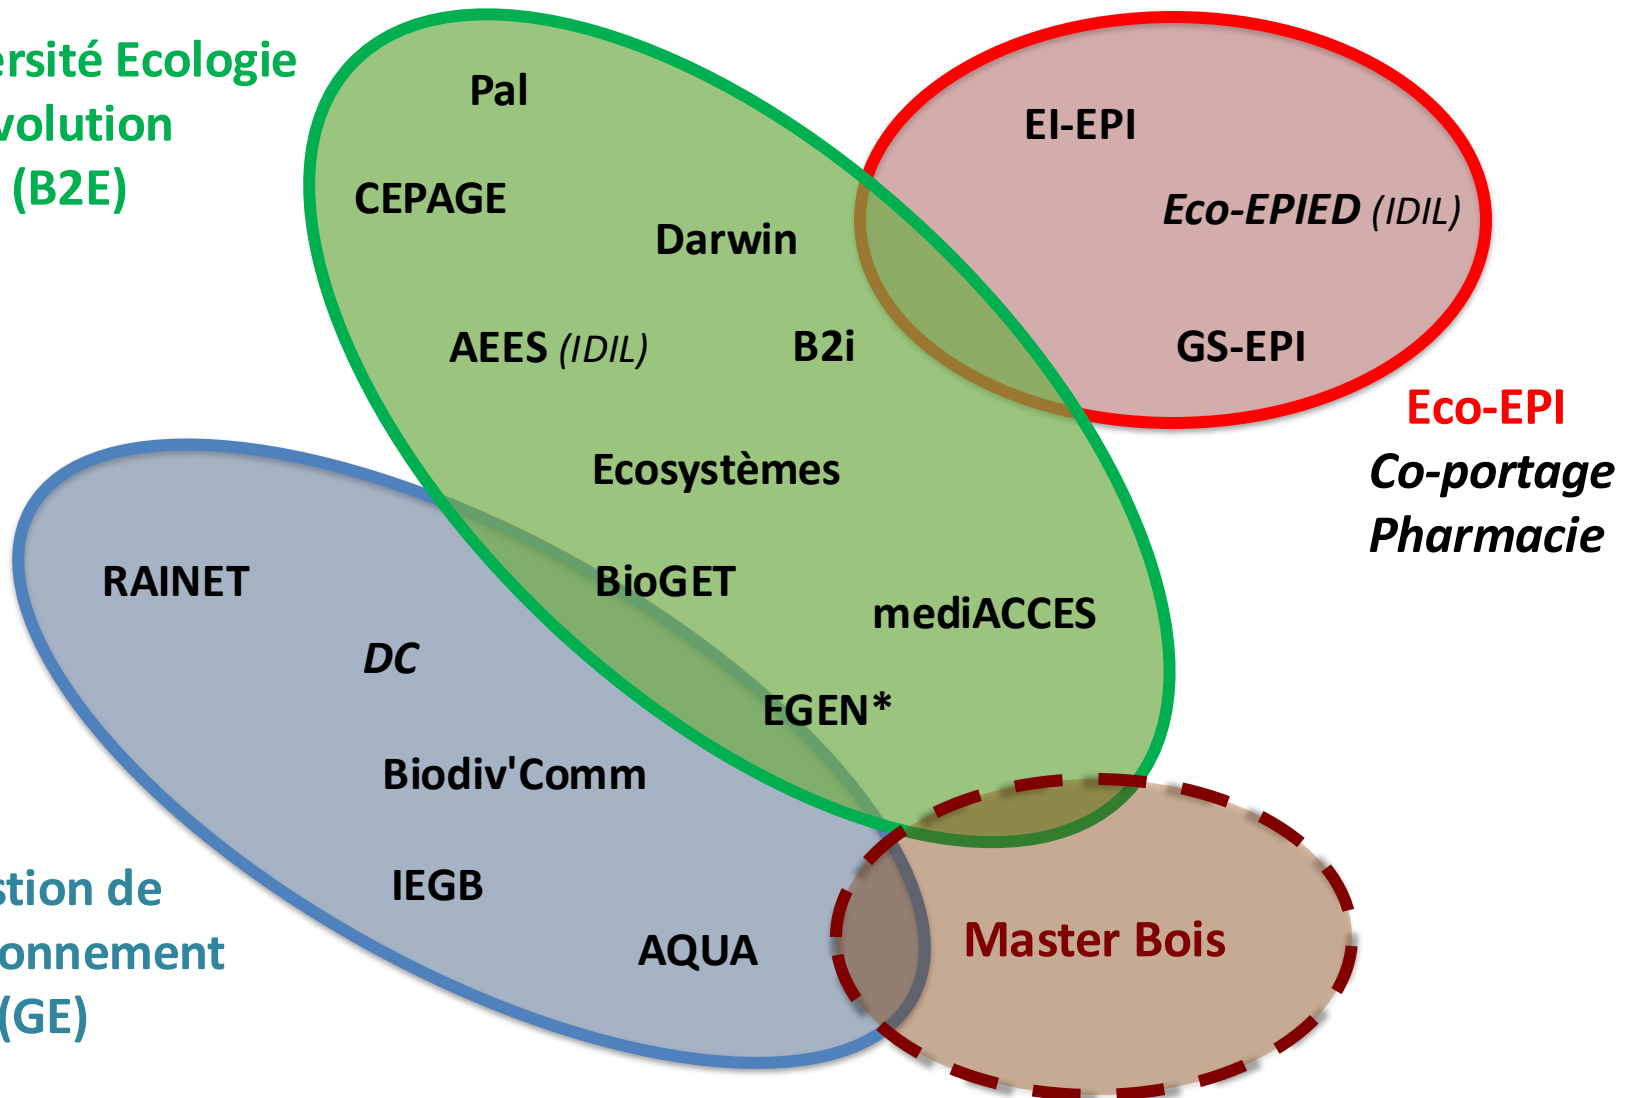 ersité Ecologie
volution
(B2E)
Pal
CEPAGE
Darwin
AEES (IDIL)
B2i
Ecosystèmes
BioGET
mediACCES
EGEN*
EI-EPI
Eco-EPIED (IDIL)
GS-EPI
Eco-EPI
Co-portage
Pharmacie
RAINET
DC
Biodiv'Comm
IEGB
AQUA
stion de
onnement
(GE)
Master Bois